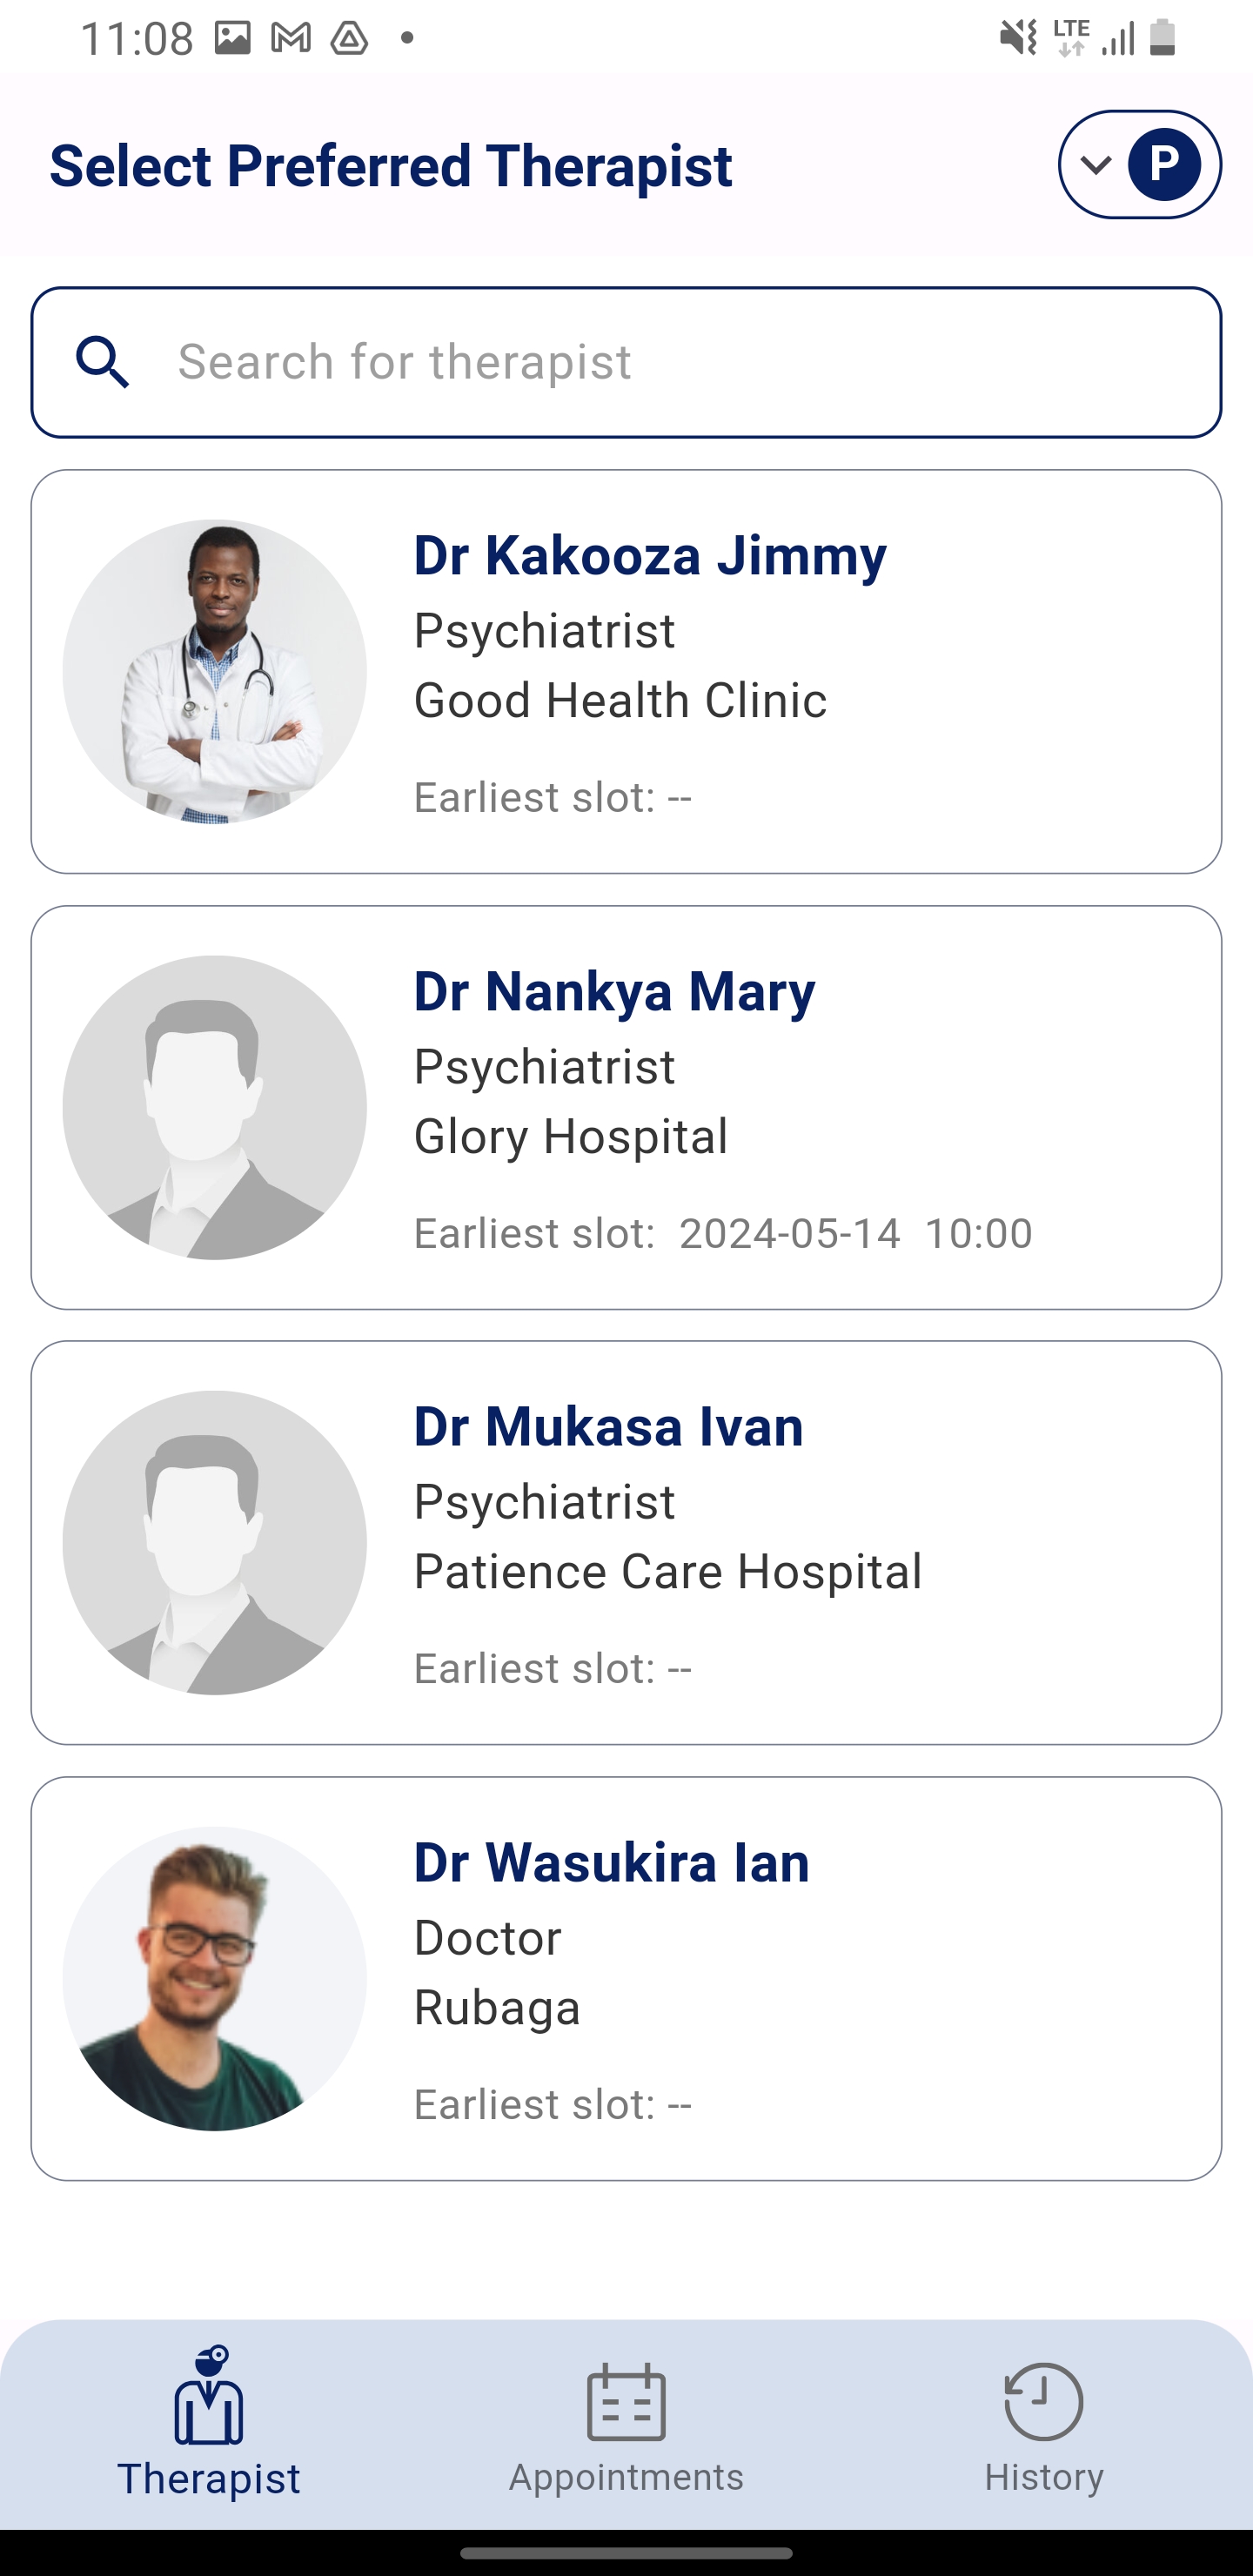 11:08
LTE
Select Preferred Therapist
P
Search for therapist
Dr Kakooza Jimmy
Psychiatrist
Good Health Clinic
Earliest slot: --
Dr Nankya Mary
Psychiatrist
Glory Hospital
Earliest slot:  2024-05-14  10:00
Dr Mukasa Ivan
Psychiatrist
Patience Care Hospital
Earliest slot: --
Dr Wasukira Ian
Doctor
Rubaga
Earliest slot: --
Therapist
Appointments
History